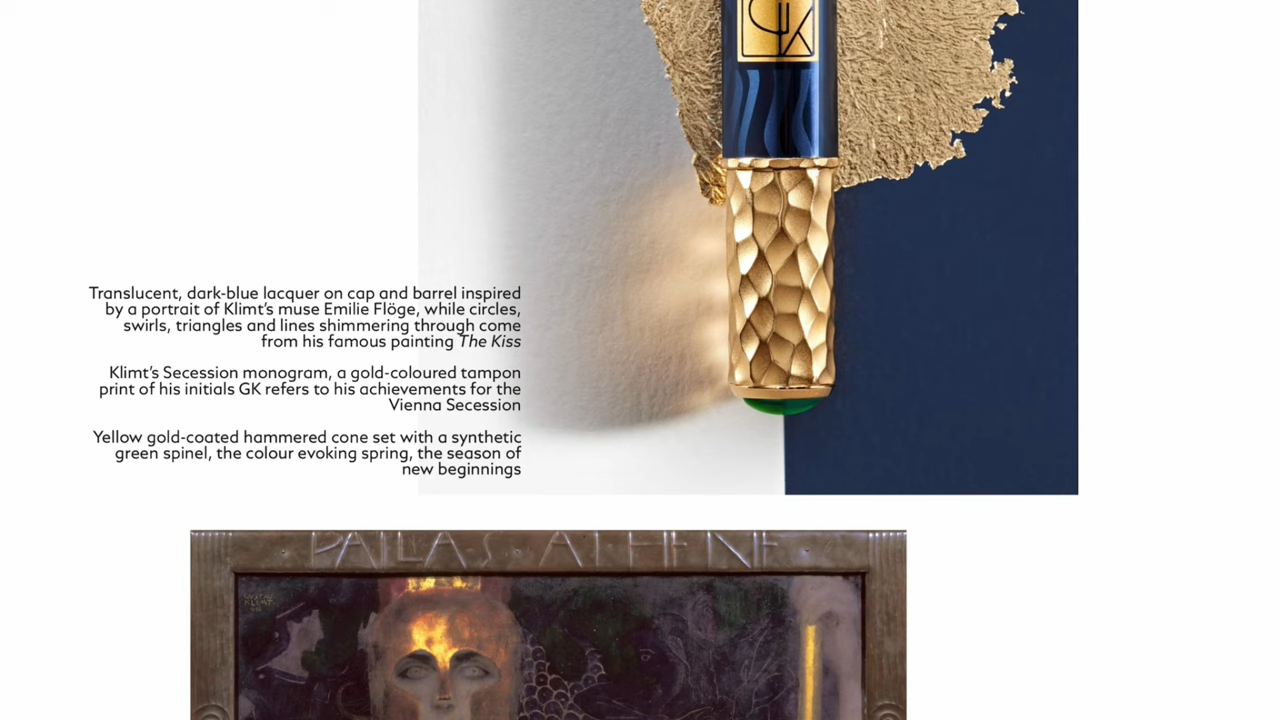 GK
Translucent, dark-blue lacquer on cap and barrel inspired
by a portrait of Klimt's muse Emilie Flöge, while circles,
swirls, triangles and lines shimmering through come
from his famous painting The Kiss
Klimt's Secession monogram, a gold-coloured tampon
print of his initials GK refers to his achievements for the
Vienna Secession
Yellow gold-coated hammered cone set with a synthetic
green spinel, the colour evoking spring, the season of
new beginnings
PALLAS ATHENE
GUSTAV
KLIMT